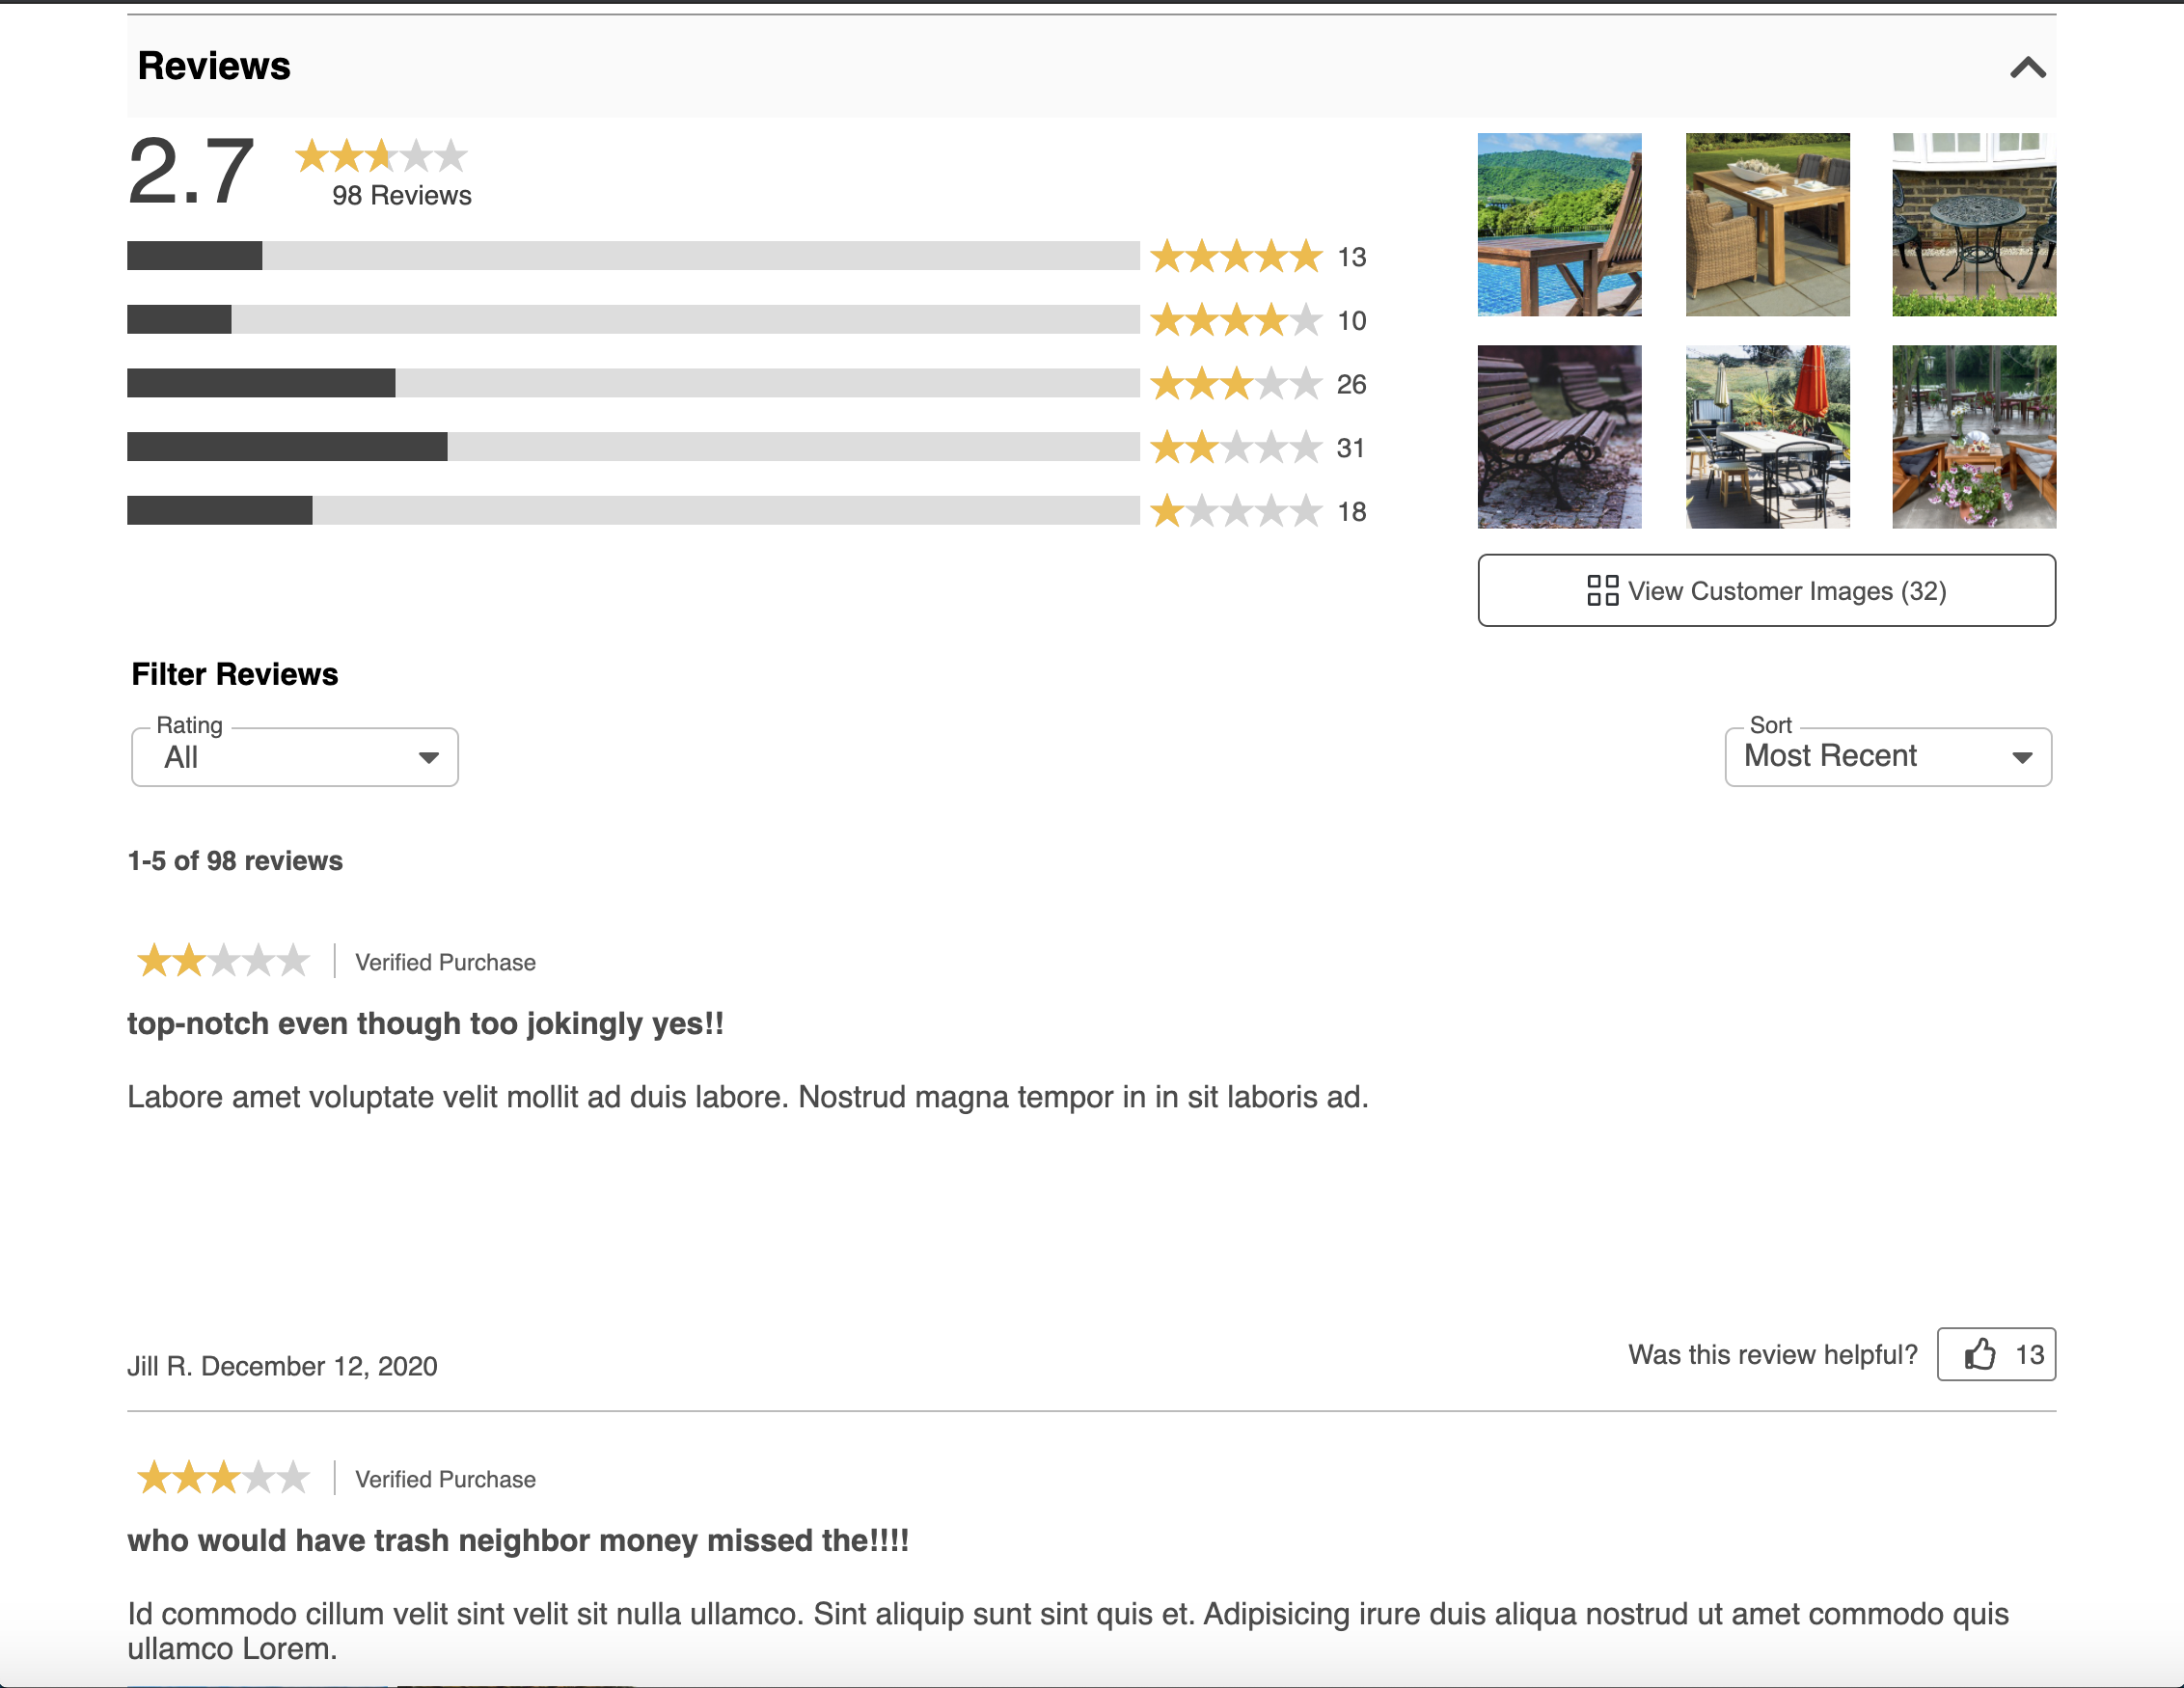 Reviews
2.7
98 Reviews
13
10
26
31
18
View Customer Images (32)
Filter Reviews
Rating
All
Sort
Most Recent
1-5 of 98 reviews
Verified Purchase
top-notch even though too jokingly yes!!
Labore amet voluptate velit mollit ad duis labore. Nostrud magna tempor in in sit laboris ad.
Jill R. December 12, 2020
Was this review helpful?
13
Verified Purchase
who would have trash neighbor money missed the!!!!
Id commodo cillum velit sint velit sit nulla ullamco. Sint aliquip sunt sint quis et. Adipisicing irure duis aliqua nostrud ut amet commodo quis
ullamco Lorem.